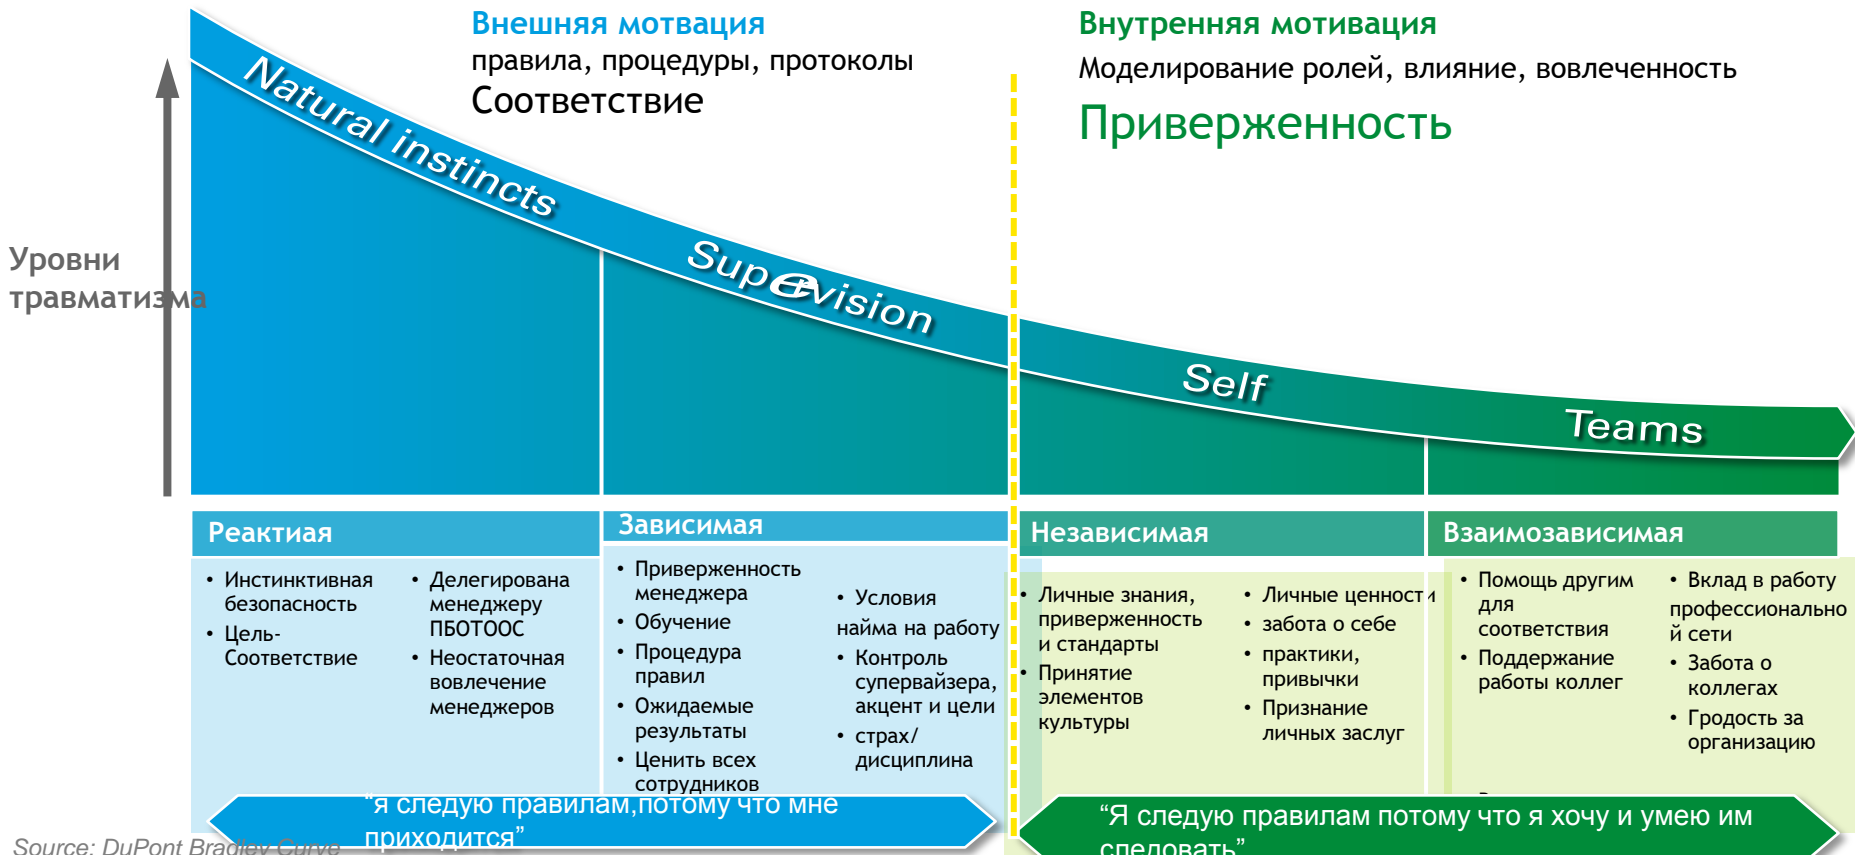 Внешняя мотвация
правила, процедуры, протоколы
Соответствие
Внутренняя мотивация
Моделирование ролей, влияние, вовлеченность
Приверженность
Уровни
травматизма
Natural instincts
Supervision
Self
Teams
Реактиая
• Инстинктивная
безопасность
• Цель-
Соответствие
• Делегирована
менеджеру
ПБОТООС
• Неостаточная
вовлечение
менеджеров
Зависимая
• Приверженность
менеджера
• Обучение
• Процедура
правил
• Ожидаемые
результаты
• Ценить всех
сотрудников
• Условия
найма на работу
• Контроль
супервайзера,
акцент и цели
• страх/
дисциплина
Независимая
• Личные знания,
приверженность
и стандарты
• Принятие
элементов
культуры
• Личные ценности
• забота о себе
• практики,
привычки
• Признание
личных заслуг
Взаимозависимая
• Помощь другим
для
соответствия
• Поддержание
работы коллег
• Вклад в работу
профессионально
й сети
• Забота о
коллегах
• Гродость за
организацию
“я следую правилам,потому что мне
приходится”
“Я следую правилам потому что я хочу и умею им
следовать”
Source: DuPont Bradley Curve